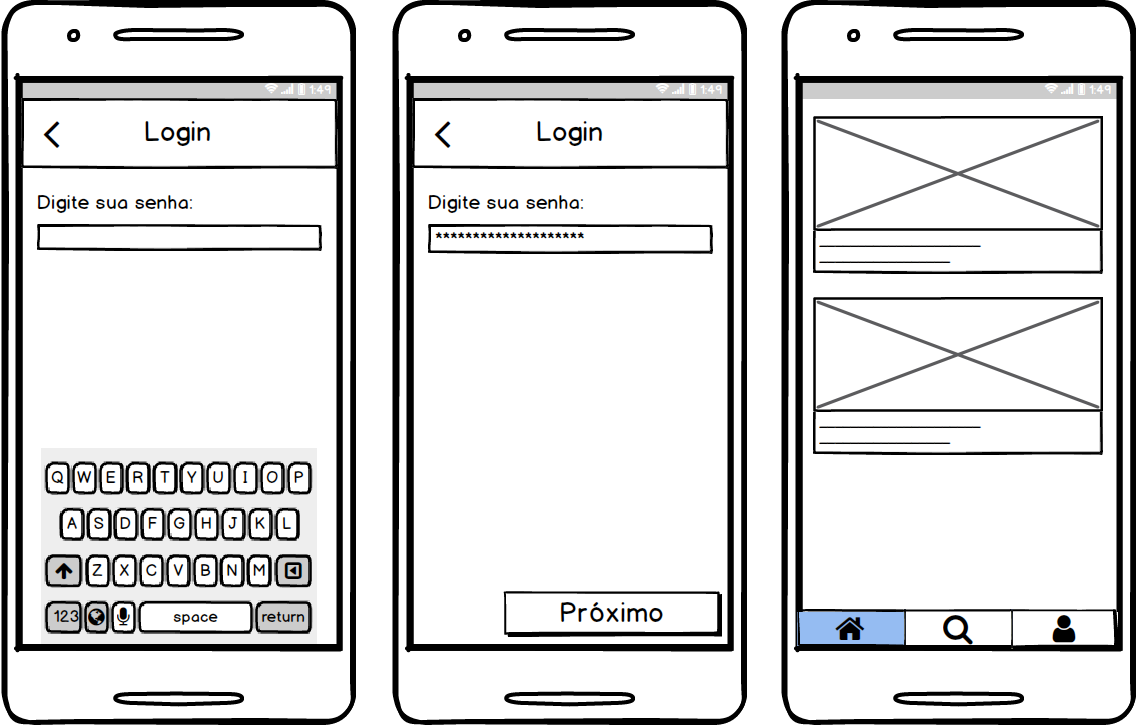 1:49
Login
Digite sua senha:
Q W E R T Y U I O P
A S D F G H J K L
Z X C V B N M
123 space return
1:49
Login
Digite sua senha:
********************
Próximo
1:49